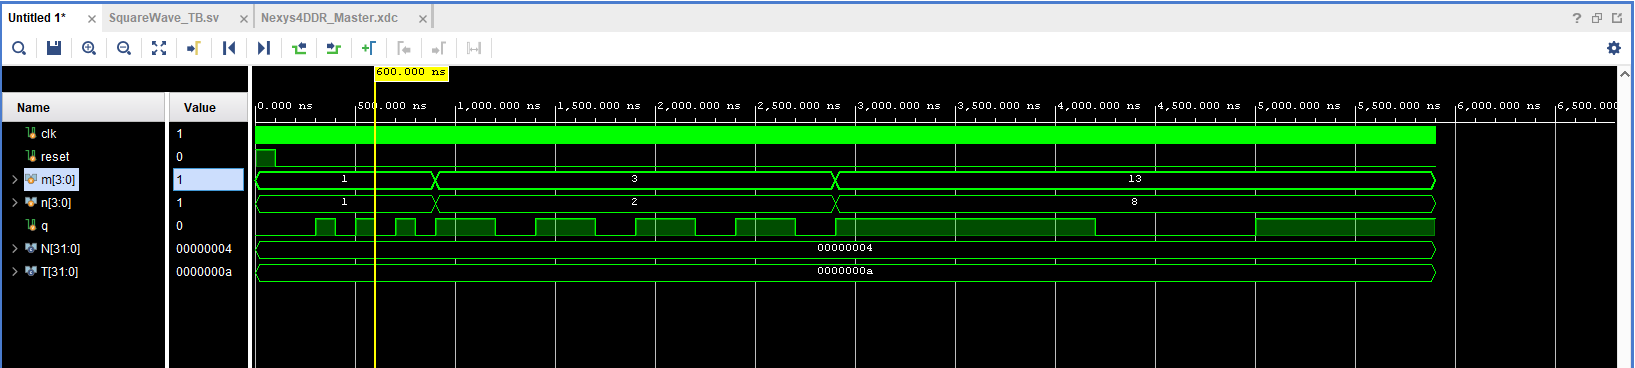 Untitled 1* × SquareWave_TB.sv × Nexys4DDR_Master.xdc ×
600.000 ns
Name Value 0.000 ns 500.000 ns 1,000.000 ns 1,500.000 ns 2,000.000 ns 2,500.000 ns 3,000.000 ns 3,500.000 ns 4,000.000 ns 4,500.000 ns 5,000.000 ns 5,500.000 ns 6,000.000 ns 6,500.000
clk 1
reset 0
m[3:0] 1 1 3 13
n[3:0] 1 1 2 8
q 0
N[31:0] 00000004 00000004
T[31:0] 0000000a 0000000a